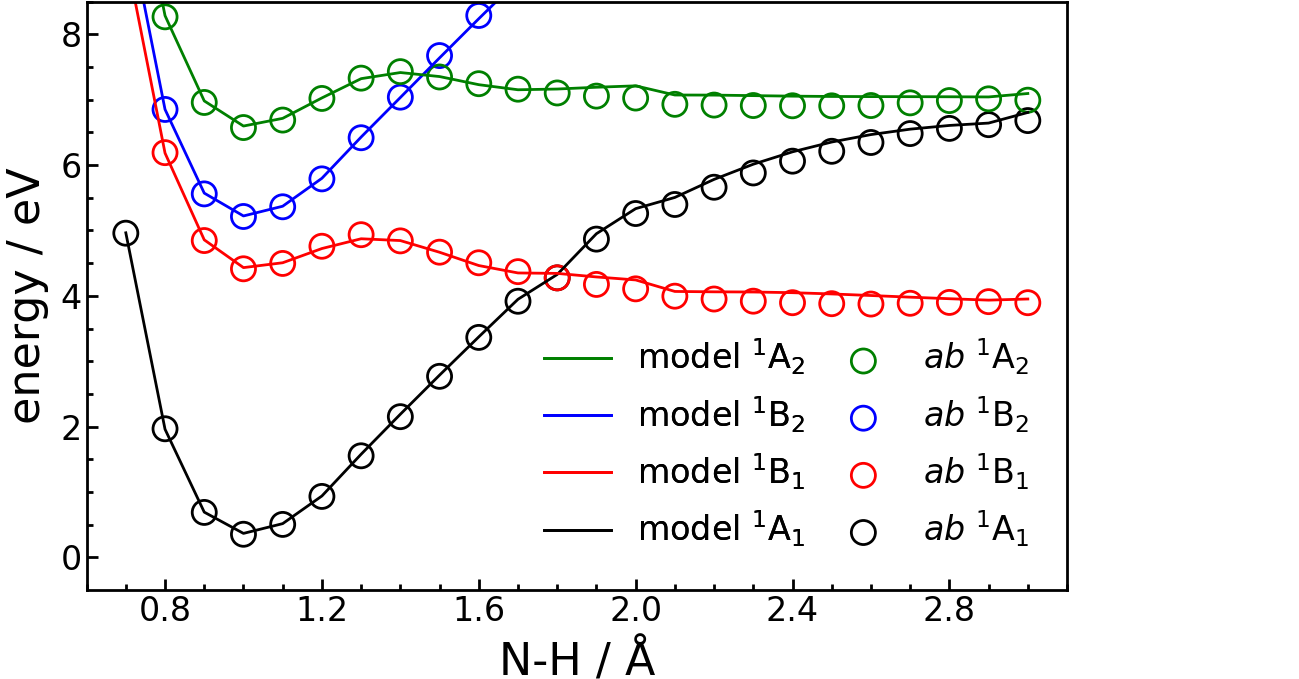 8
6
4
2
0
energy / eV
model ¹A₂ ab ¹A₂
model ¹B₂ ab ¹B₂
model ¹B₁ ab ¹B₁
model ¹A₁ ab ¹A₁
0.8 1.2 1.6 2.0 2.4 2.8
N-H / Å